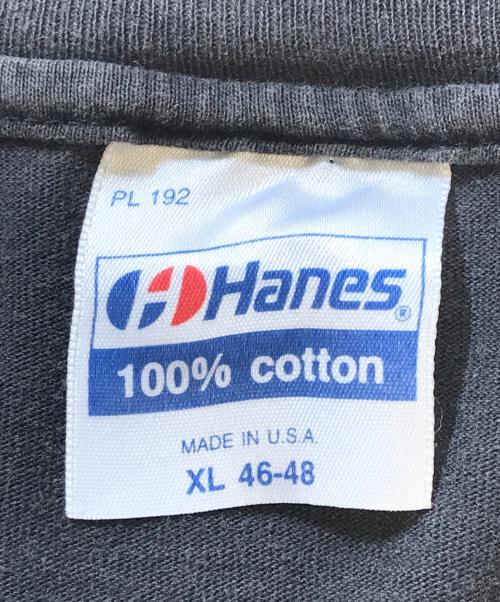 PL 192
Hanes®
100% cotton
MADE IN U.S.A.
XL 46-48